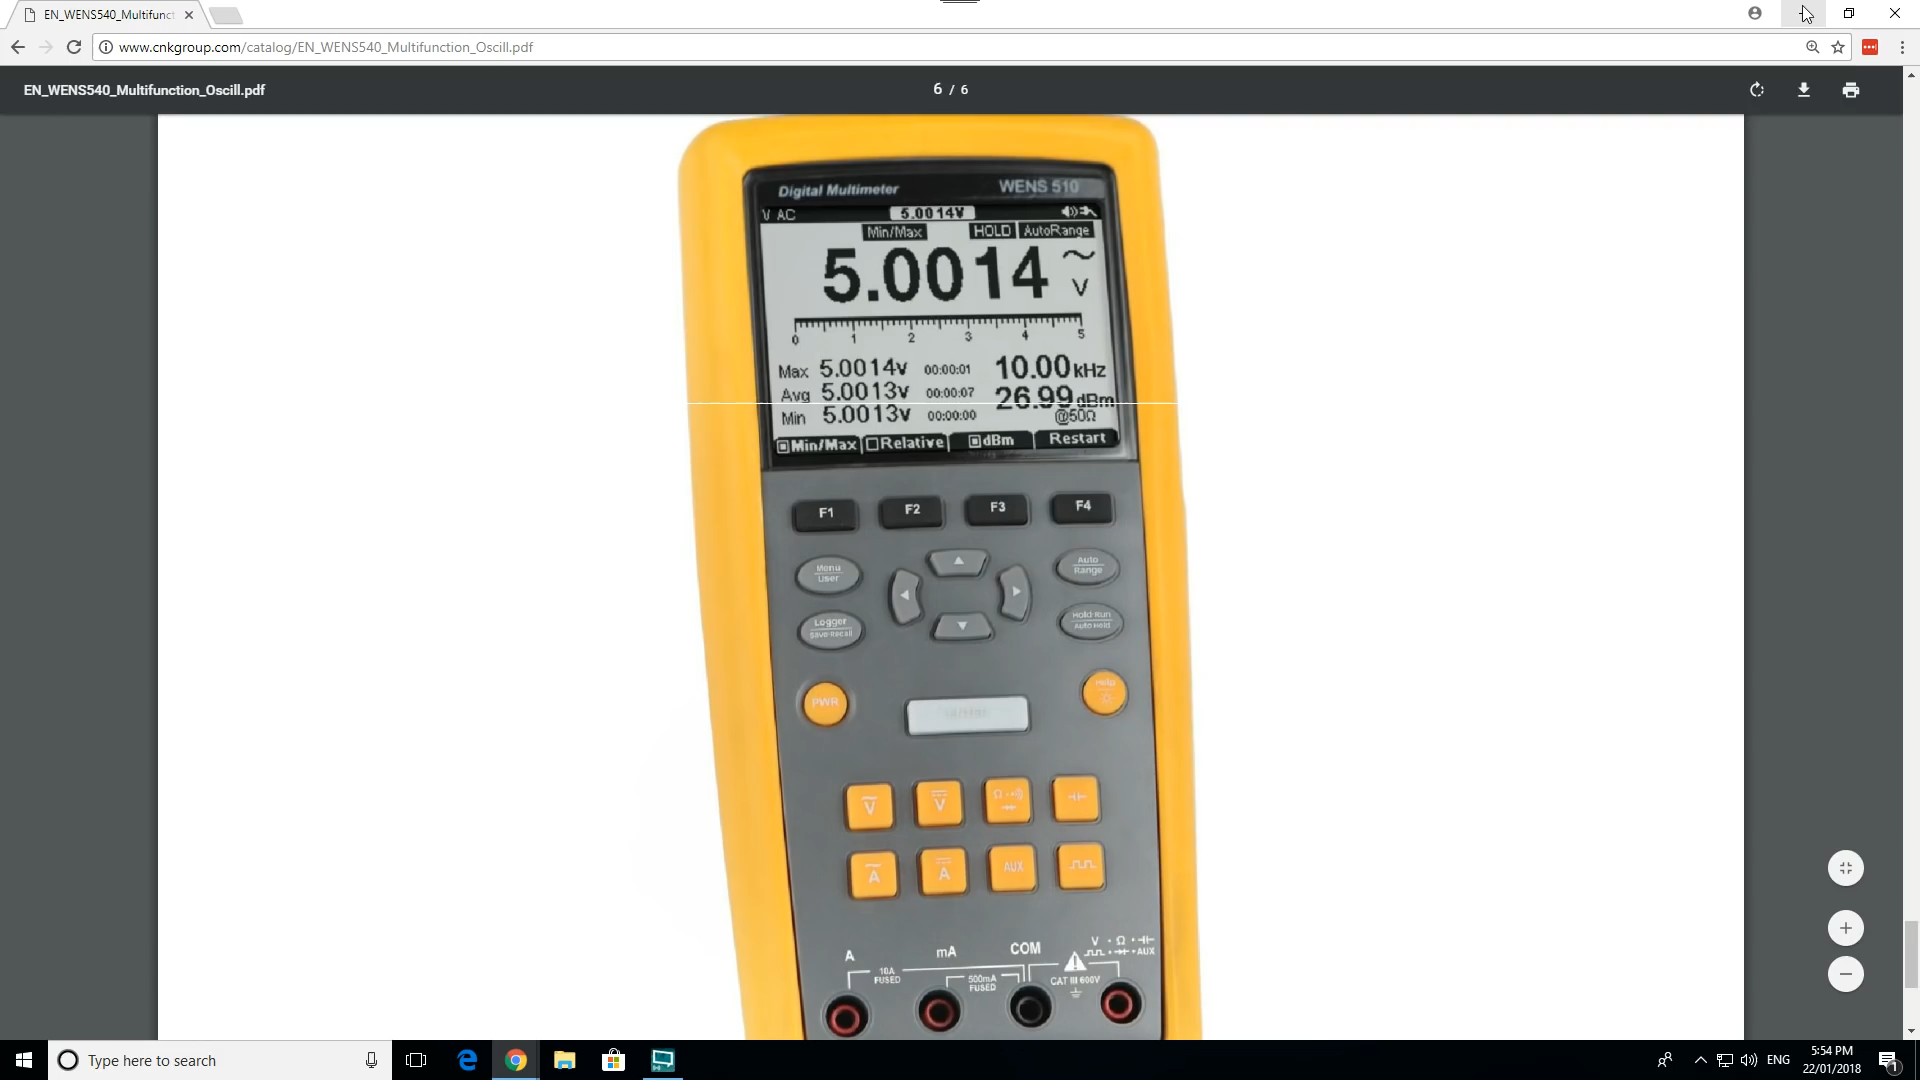 EN_WENS540_Multifunct
www.cnkgroup.com/catalog/EN_WENS540_Multifunction_Oscill.pdf
EN_WENS540_Multifunction_Oscill.pdf
6 / 6
Digital Multimeter WENS 510
V AC 5.0014V
Min/Max HOLD AutoRange
5.0014 V
0 1 2 3 4 5
Max 5.0014V 00:00:01 10.00kHz
Avg 5.0013V 00:00:07 26.99dBm
Min 5.0013V 00:00:00 @50Ω
Min/Max Relative dBm Restart
F1 F2 F3 F4
Menu
User
Auto
Range
Logger
Save·Recall
Hold·Run
Auto Hold
PWR
Help
V V Ω
A A AUX
A mA COM V · Ω
AUX
10A
FUSED
500mA
FUSED
CAT III 600V
Type here to search
ENG
5:54 PM
22/01/2018
1